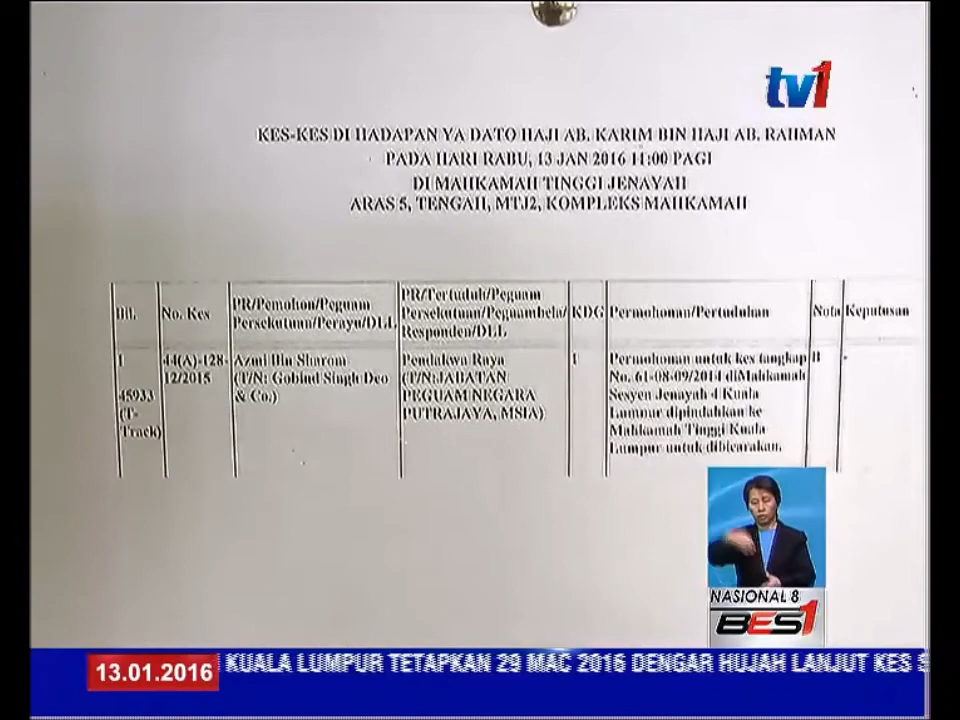 tv1
KES-KES DI HADAPAN YA DATO HAJI AB. KARIM BIN HAJI AB. RAHMAN
PADA HARI RABU, 13 JAN 2016 11:00 PAGI
DI MAHKAMAH TINGGI JENAYAH
ARAS 5, TENGAH, MTJ2, KOMPLEKS MAHKAMAH
Bil.
No. Kes
PR/Pemohon/Peguam
Persekutuan/Perayu/DLL
PR/Tertuduh/Peguam
Persekutuan/Peguambela/
Responden/DLL
KDG
Permohonan/Pertuduhan
Nota
Keputusan
1
45933
(T-
Track)
44(A)-128-
12/2015
Azmi Bin Sharom
(T/N: Gobind Singh Deo
& Co.)
Pendakwa Raya
(T/N:JABATAN
PEGUAM NEGARA
PUTRAJAYA, MSIA)
1
Permohonan untuk kes tangkap
No. 61-08-09/2014 diMahkamah
Sesyen Jenayah 4 Kuala
Lumpur dipindahkan ke
Mahkamah Tinggi Kuala
Lumpur untuk dibicarakan.
B
-
NASIONAL 8
BES1
13.01.2016
KUALA LUMPUR TETAPKAN 29 MAC 2016 DENGAR HUJAH LANJUT KES S